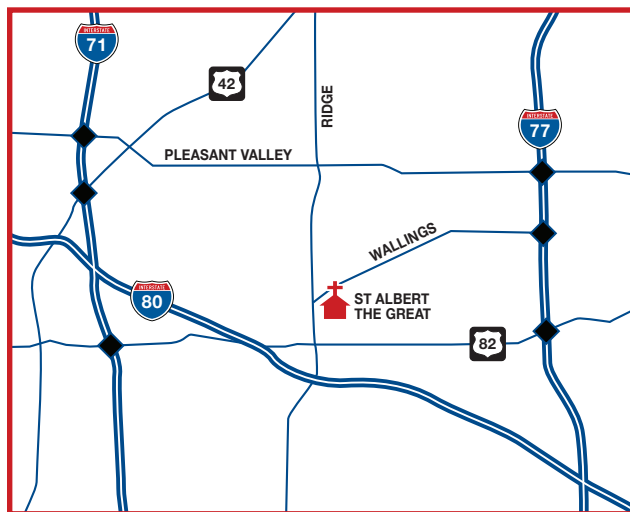 INTERSTATE
71
42
RIDGE
INTERSTATE
77
PLEASANT VALLEY
WALLINGS
INTERSTATE
80
ST ALBERT
THE GREAT
82